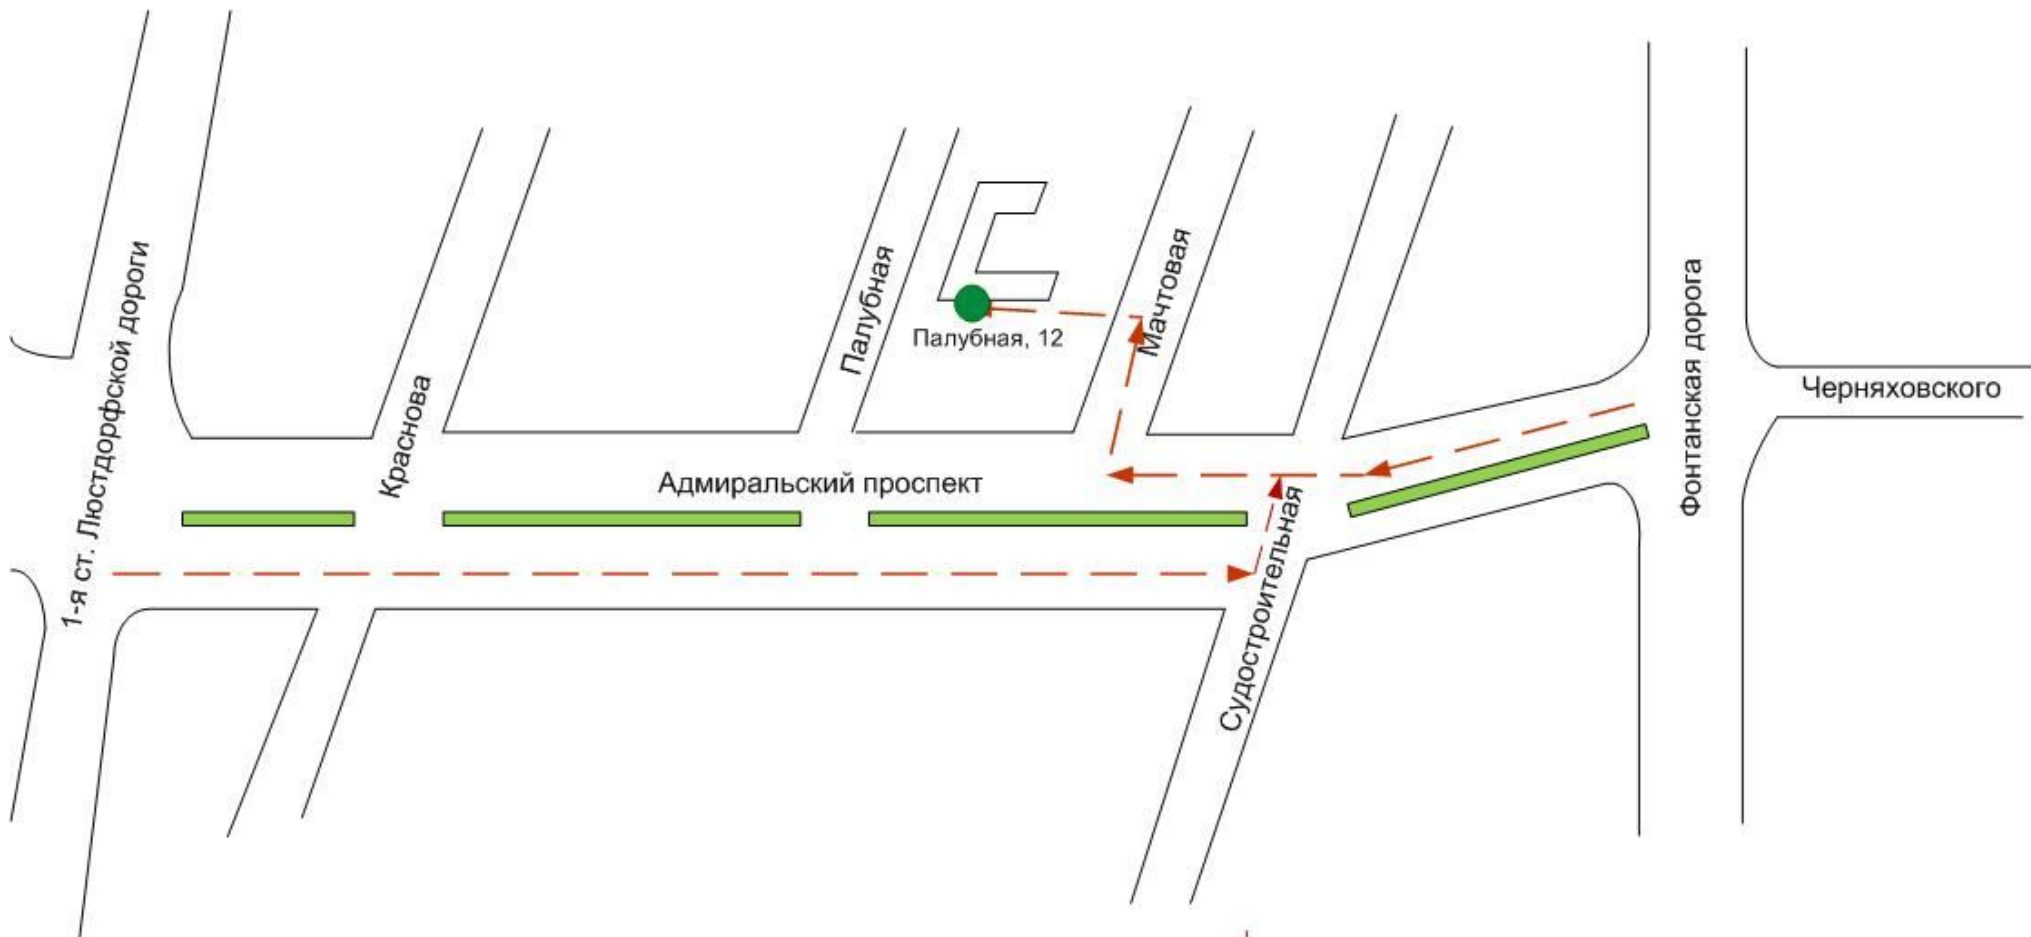 1-я ст. Люстдорфской дороги
Краснова
Палубная
Палубная, 12
Мачтовая
Адмиральский проспект
Судостроительная
Фонтанская дорога
Черняховского